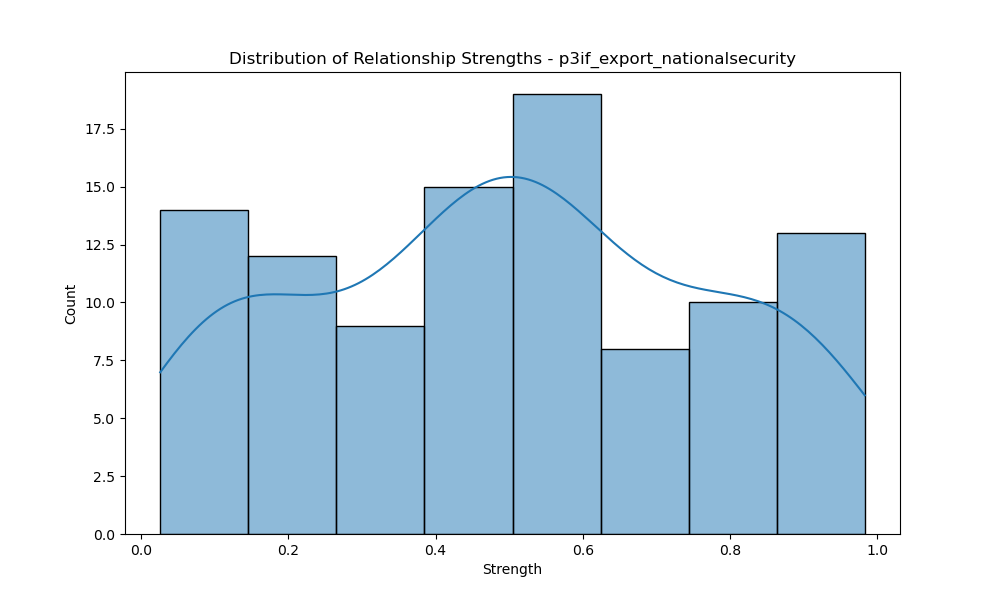 Distribution of Relationship Strengths - p3if_export_nationalsecurity
17.5
15.0
12.5
10.0
7.5
5.0
2.5
0.0
Count
0.0 0.2 0.4 0.6 0.8 1.0
Strength